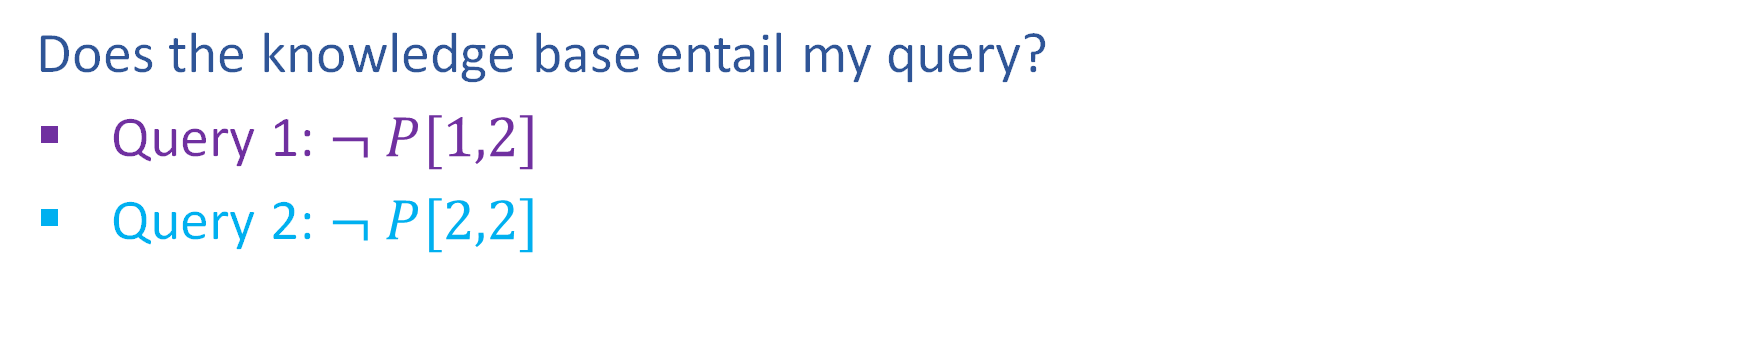 Does the knowledge base entail my query?
▪ Query 1: ¬ P[1,2]
▪ Query 2: ¬ P[2,2]